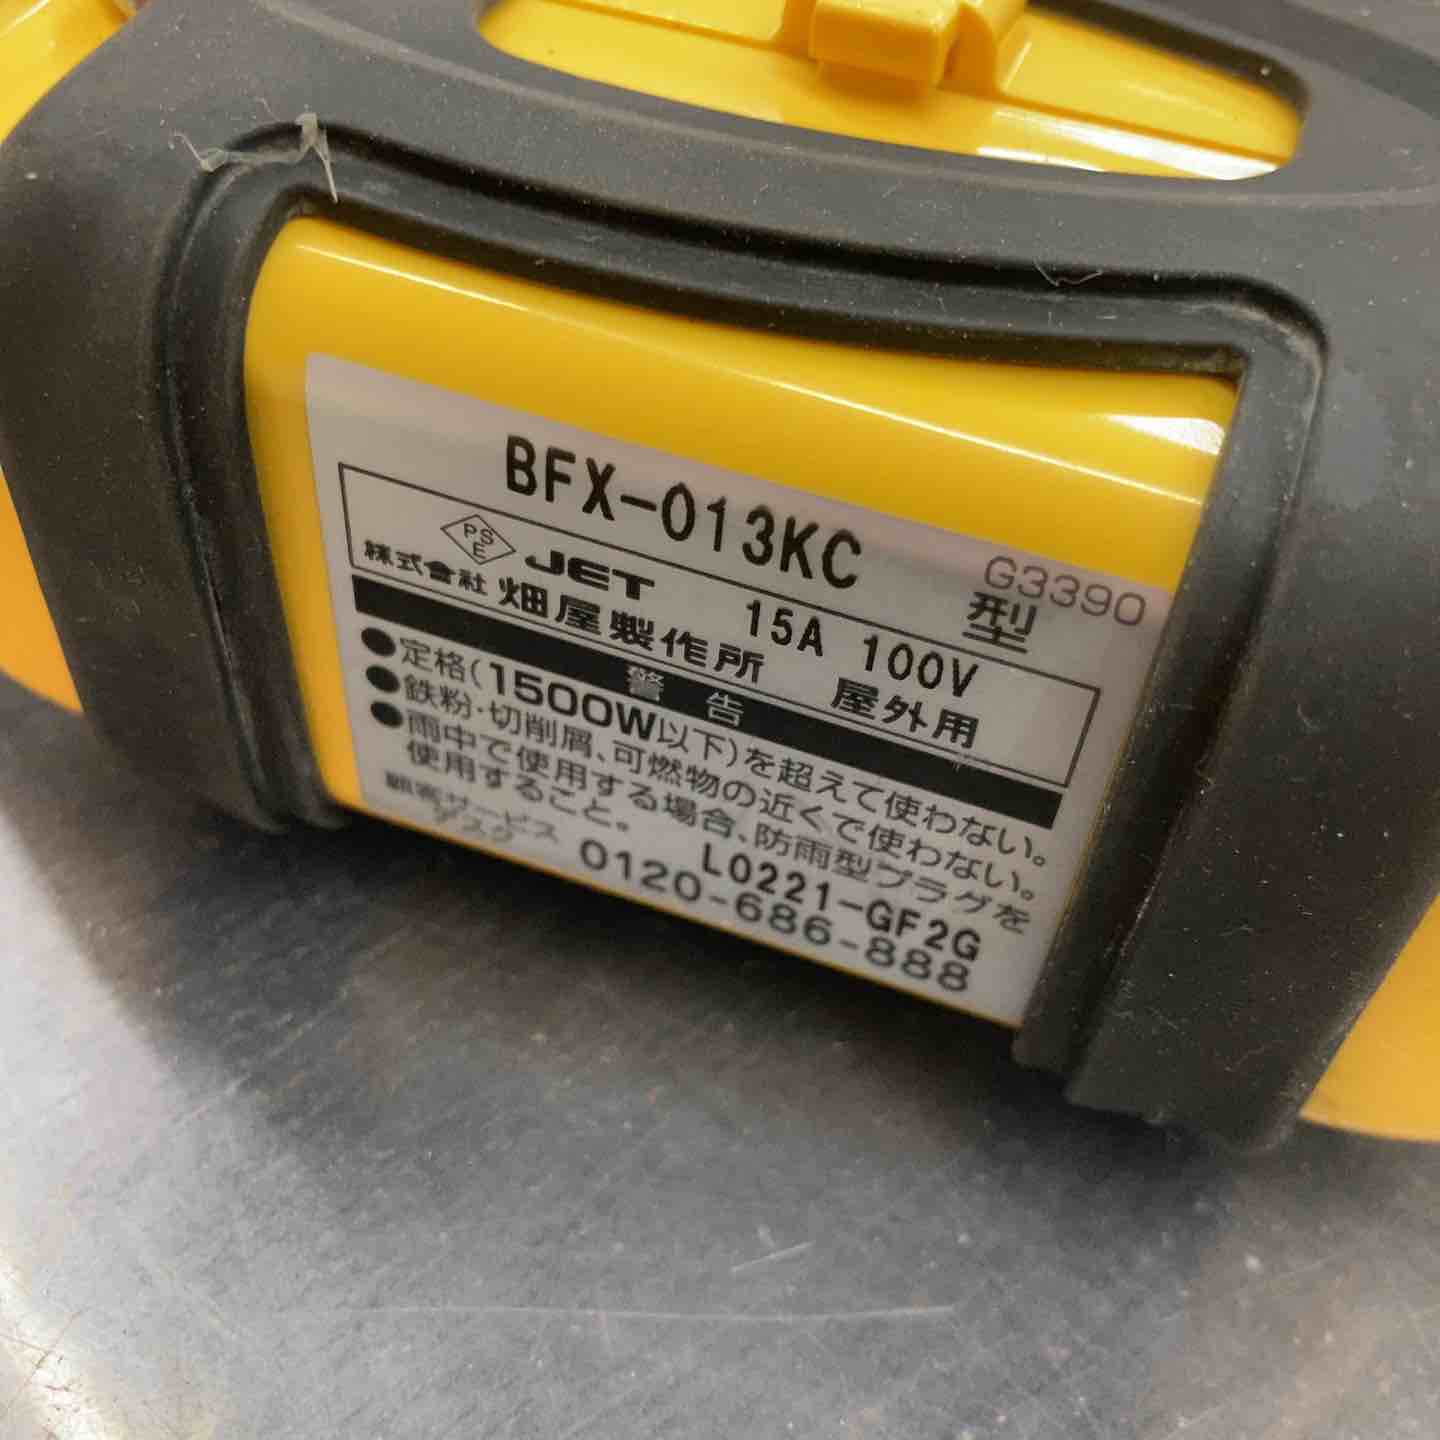 BFX-013KC 型
G3390
PSE JET 15A 100V
株式会社 畑屋製作所 屋外用
警告
●定格(1500W以下)を超えて使わない。
●鉄粉・切削屑、可燃物の近くで使わない。
●雨中で使用する場合、防雨型プラグを
使用すること。 L0221-GF2G
顧客サービス
デスク 0120-686-888